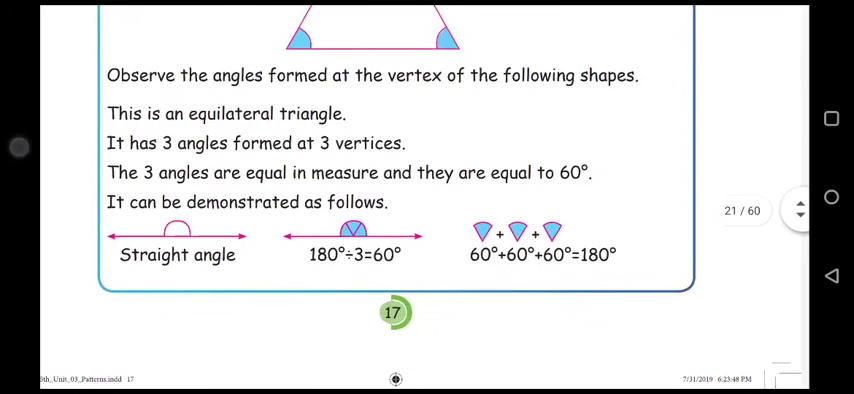 Observe the angles formed at the vertex of the following shapes.
This is an equilateral triangle.
It has 3 angles formed at 3 vertices.
The 3 angles are equal in measure and they are equal to 60°.
It can be demonstrated as follows.
+ +
Straight angle 180°÷3=60° 60°+60°+60°=180°
17
21 / 60
5th_Unit_03_Patterns.indd 17 7/31/2019 6:23:48 PM